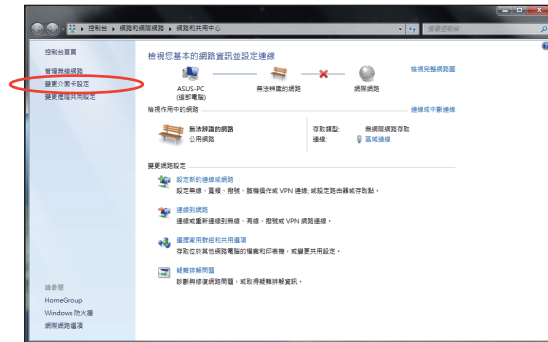 控制台 ▸ 網路和網際網路 ▸ 網路和共用中心
搜尋控制台
控制台首頁
管理無線網路
變更介面卡設定
變更進階共用設定
檢視您基本的網路資訊並設定連線
檢視完整網路圖
ASUS-PC
(這部電腦)
無法辨識的網路
網際網路
檢視作用中的網路
連線或中斷連線
無法辨識的網路
公用網路
存取類型: 無網際網路存取
連線: 區域連線
變更網路設定
設定新的連線或網路
設定無線、寬頻、撥號、臨機操作或 VPN 連線; 或設定路由器或存取點。
連線到網路
連線或重新連線到無線、有線、撥號或 VPN 網路連線。
選擇家用群組和共用選項
存取位於其他網路電腦的檔案和印表機，或變更共用設定。
疑難排解問題
診斷與修復網路問題，或取得疑難排解資訊。
請參閱
HomeGroup
Windows 防火牆
網際網路選項